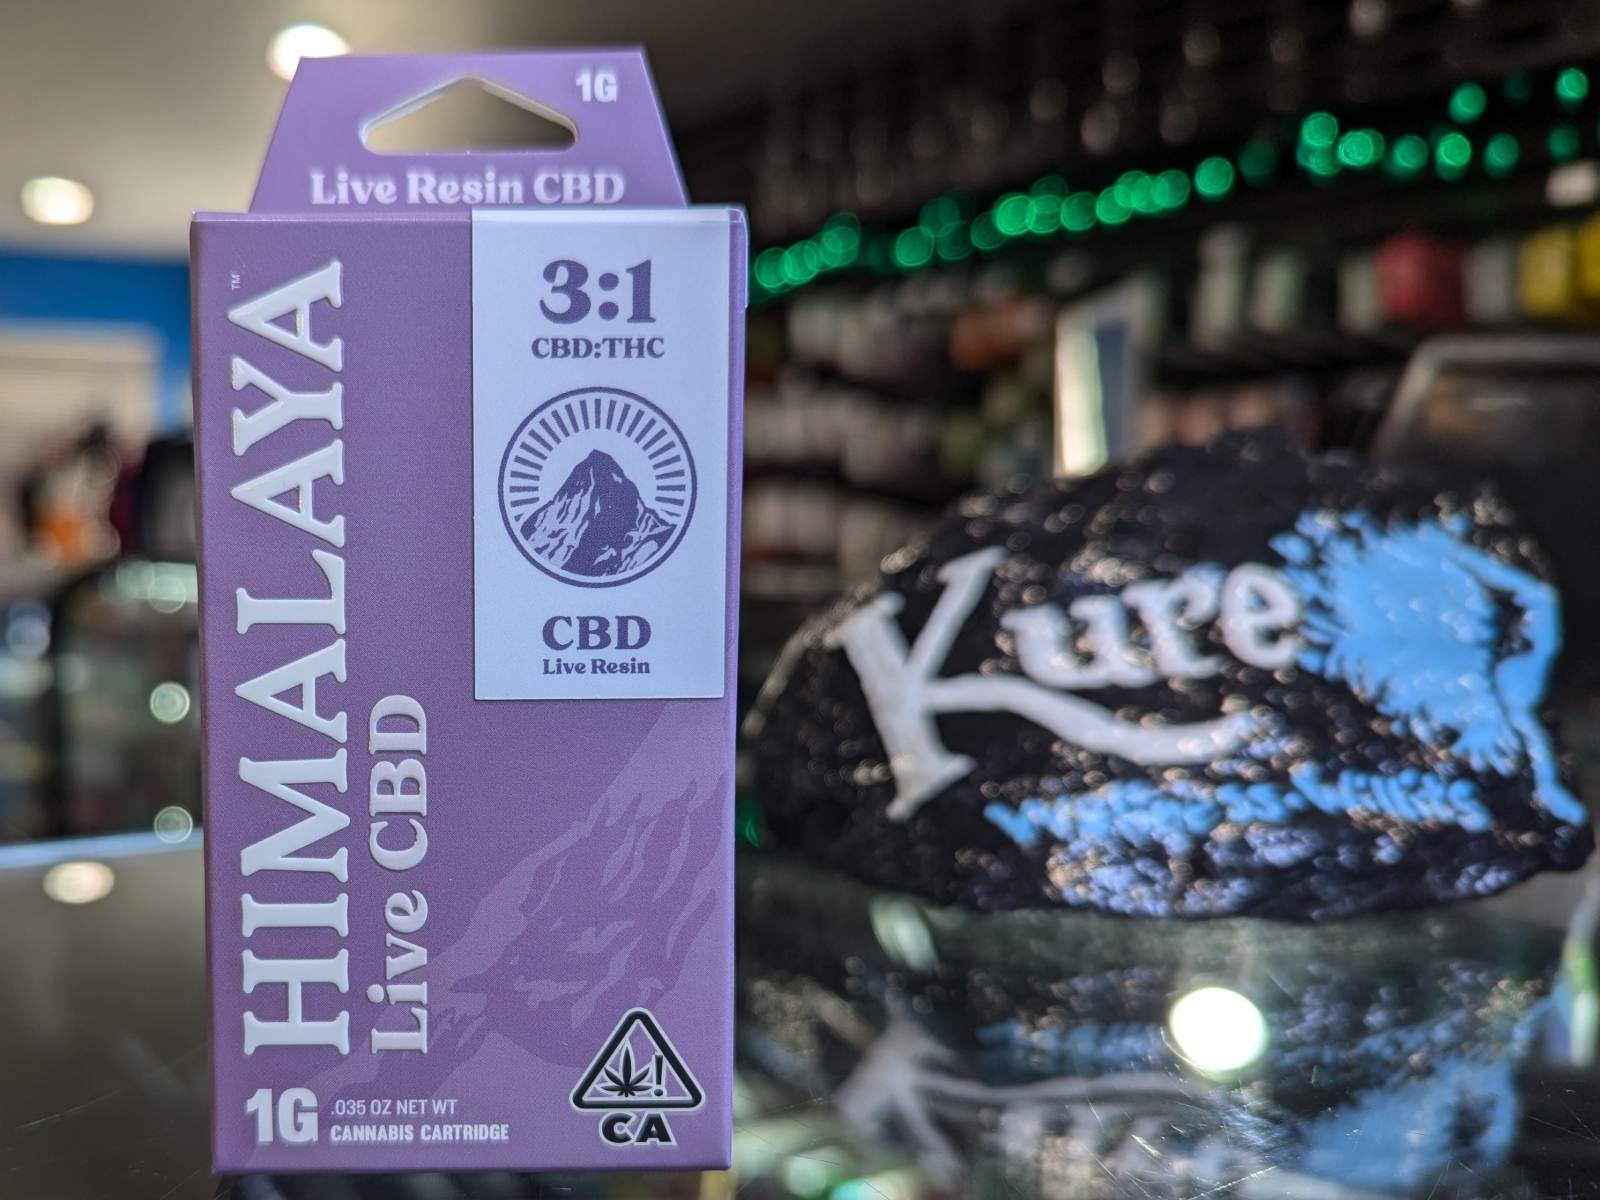 1G
Live Resin CBD
HIMALAYA™
Live CBD
3:1
CBD:THC
CBD
Live Resin
1G
.035 OZ NET WT
CANNABIS CARTRIDGE
!
CA
Kure